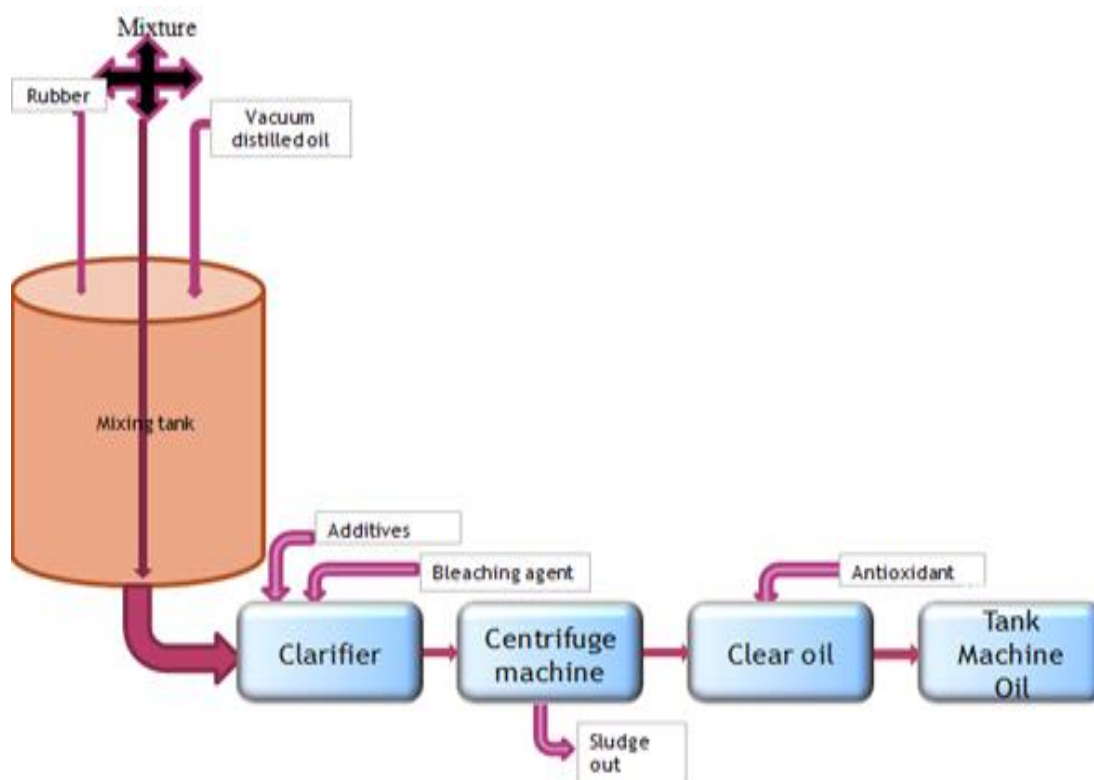 Mixture
Rubber
Vacuum
distilled oil
Mixing tank
Additives
Bleaching agent
Antioxidant
Clarifier
Centrifuge
machine
Clear oil
Tank
Machine
Oil
Sludge
out